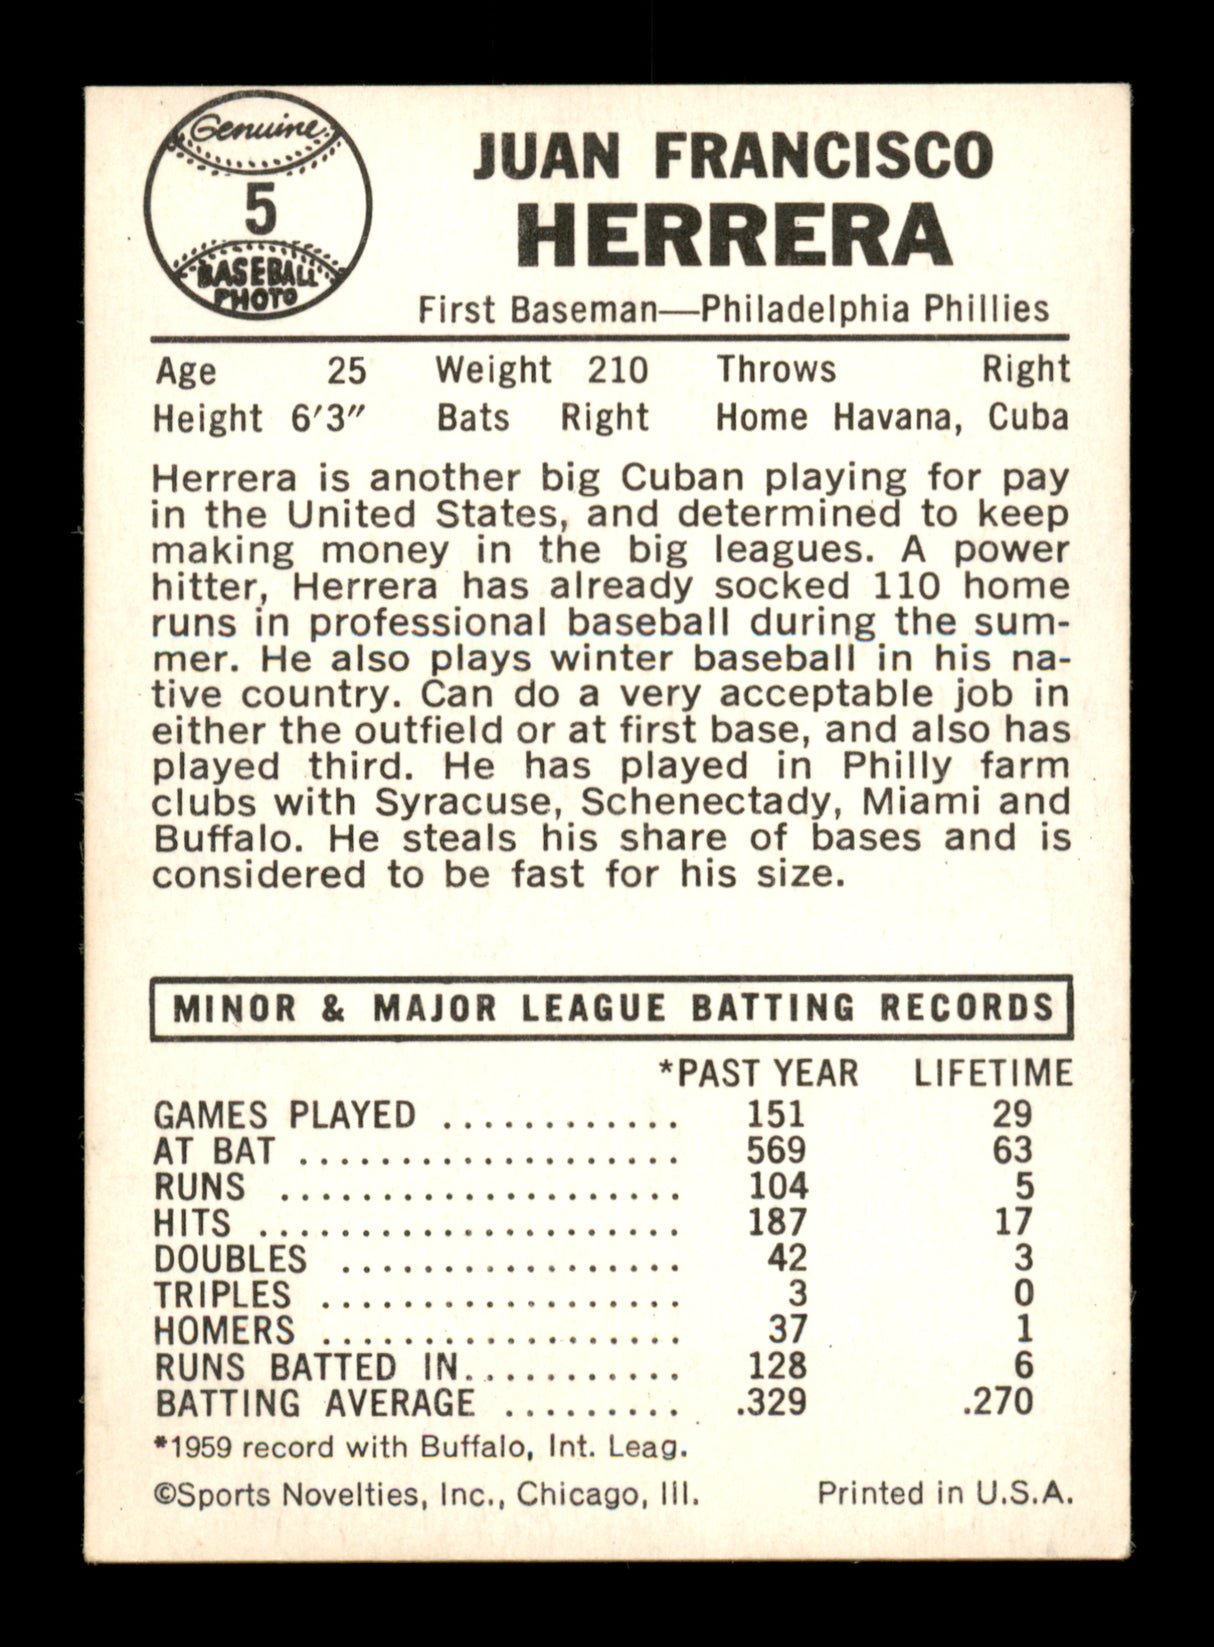 Genuine
5
BASEBALL
PHOTO
JUAN FRANCISCO
HERRERA
First Baseman—Philadelphia Phillies
Age 25 Weight 210 Throws Right
Height 6'3" Bats Right Home Havana, Cuba
Herrera is another big Cuban playing for pay
in the United States, and determined to keep
making money in the big leagues. A power
hitter, Herrera has already socked 110 home
runs in professional baseball during the sum-
mer. He also plays winter baseball in his na-
tive country. Can do a very acceptable job in
either the outfield or at first base, and also has
played third. He has played in Philly farm
clubs with Syracuse, Schenectady, Miami and
Buffalo. He steals his share of bases and is
considered to be fast for his size.
MINOR & MAJOR LEAGUE BATTING RECORDS
*PAST YEAR LIFETIME
GAMES PLAYED ............ 151 29
AT BAT ................... 569 63
RUNS .................... 104 5
HITS ..................... 187 17
DOUBLES ................. 42 3
TRIPLES .................. 3 0
HOMERS .................. 37 1
RUNS BATTED IN........... 128 6
BATTING AVERAGE ......... .329 .270
*1959 record with Buffalo, Int. Leag.
©Sports Novelties, Inc., Chicago, Ill. Printed in U.S.A.